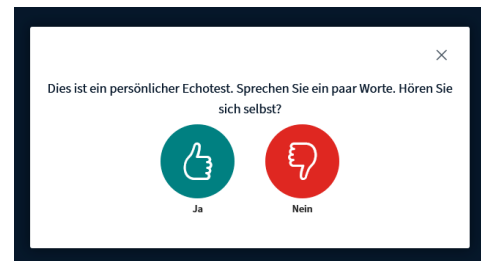 Dies ist ein persönlicher Echotest. Sprechen Sie ein paar Worte. Hören Sie
sich selbst?
Ja
Nein